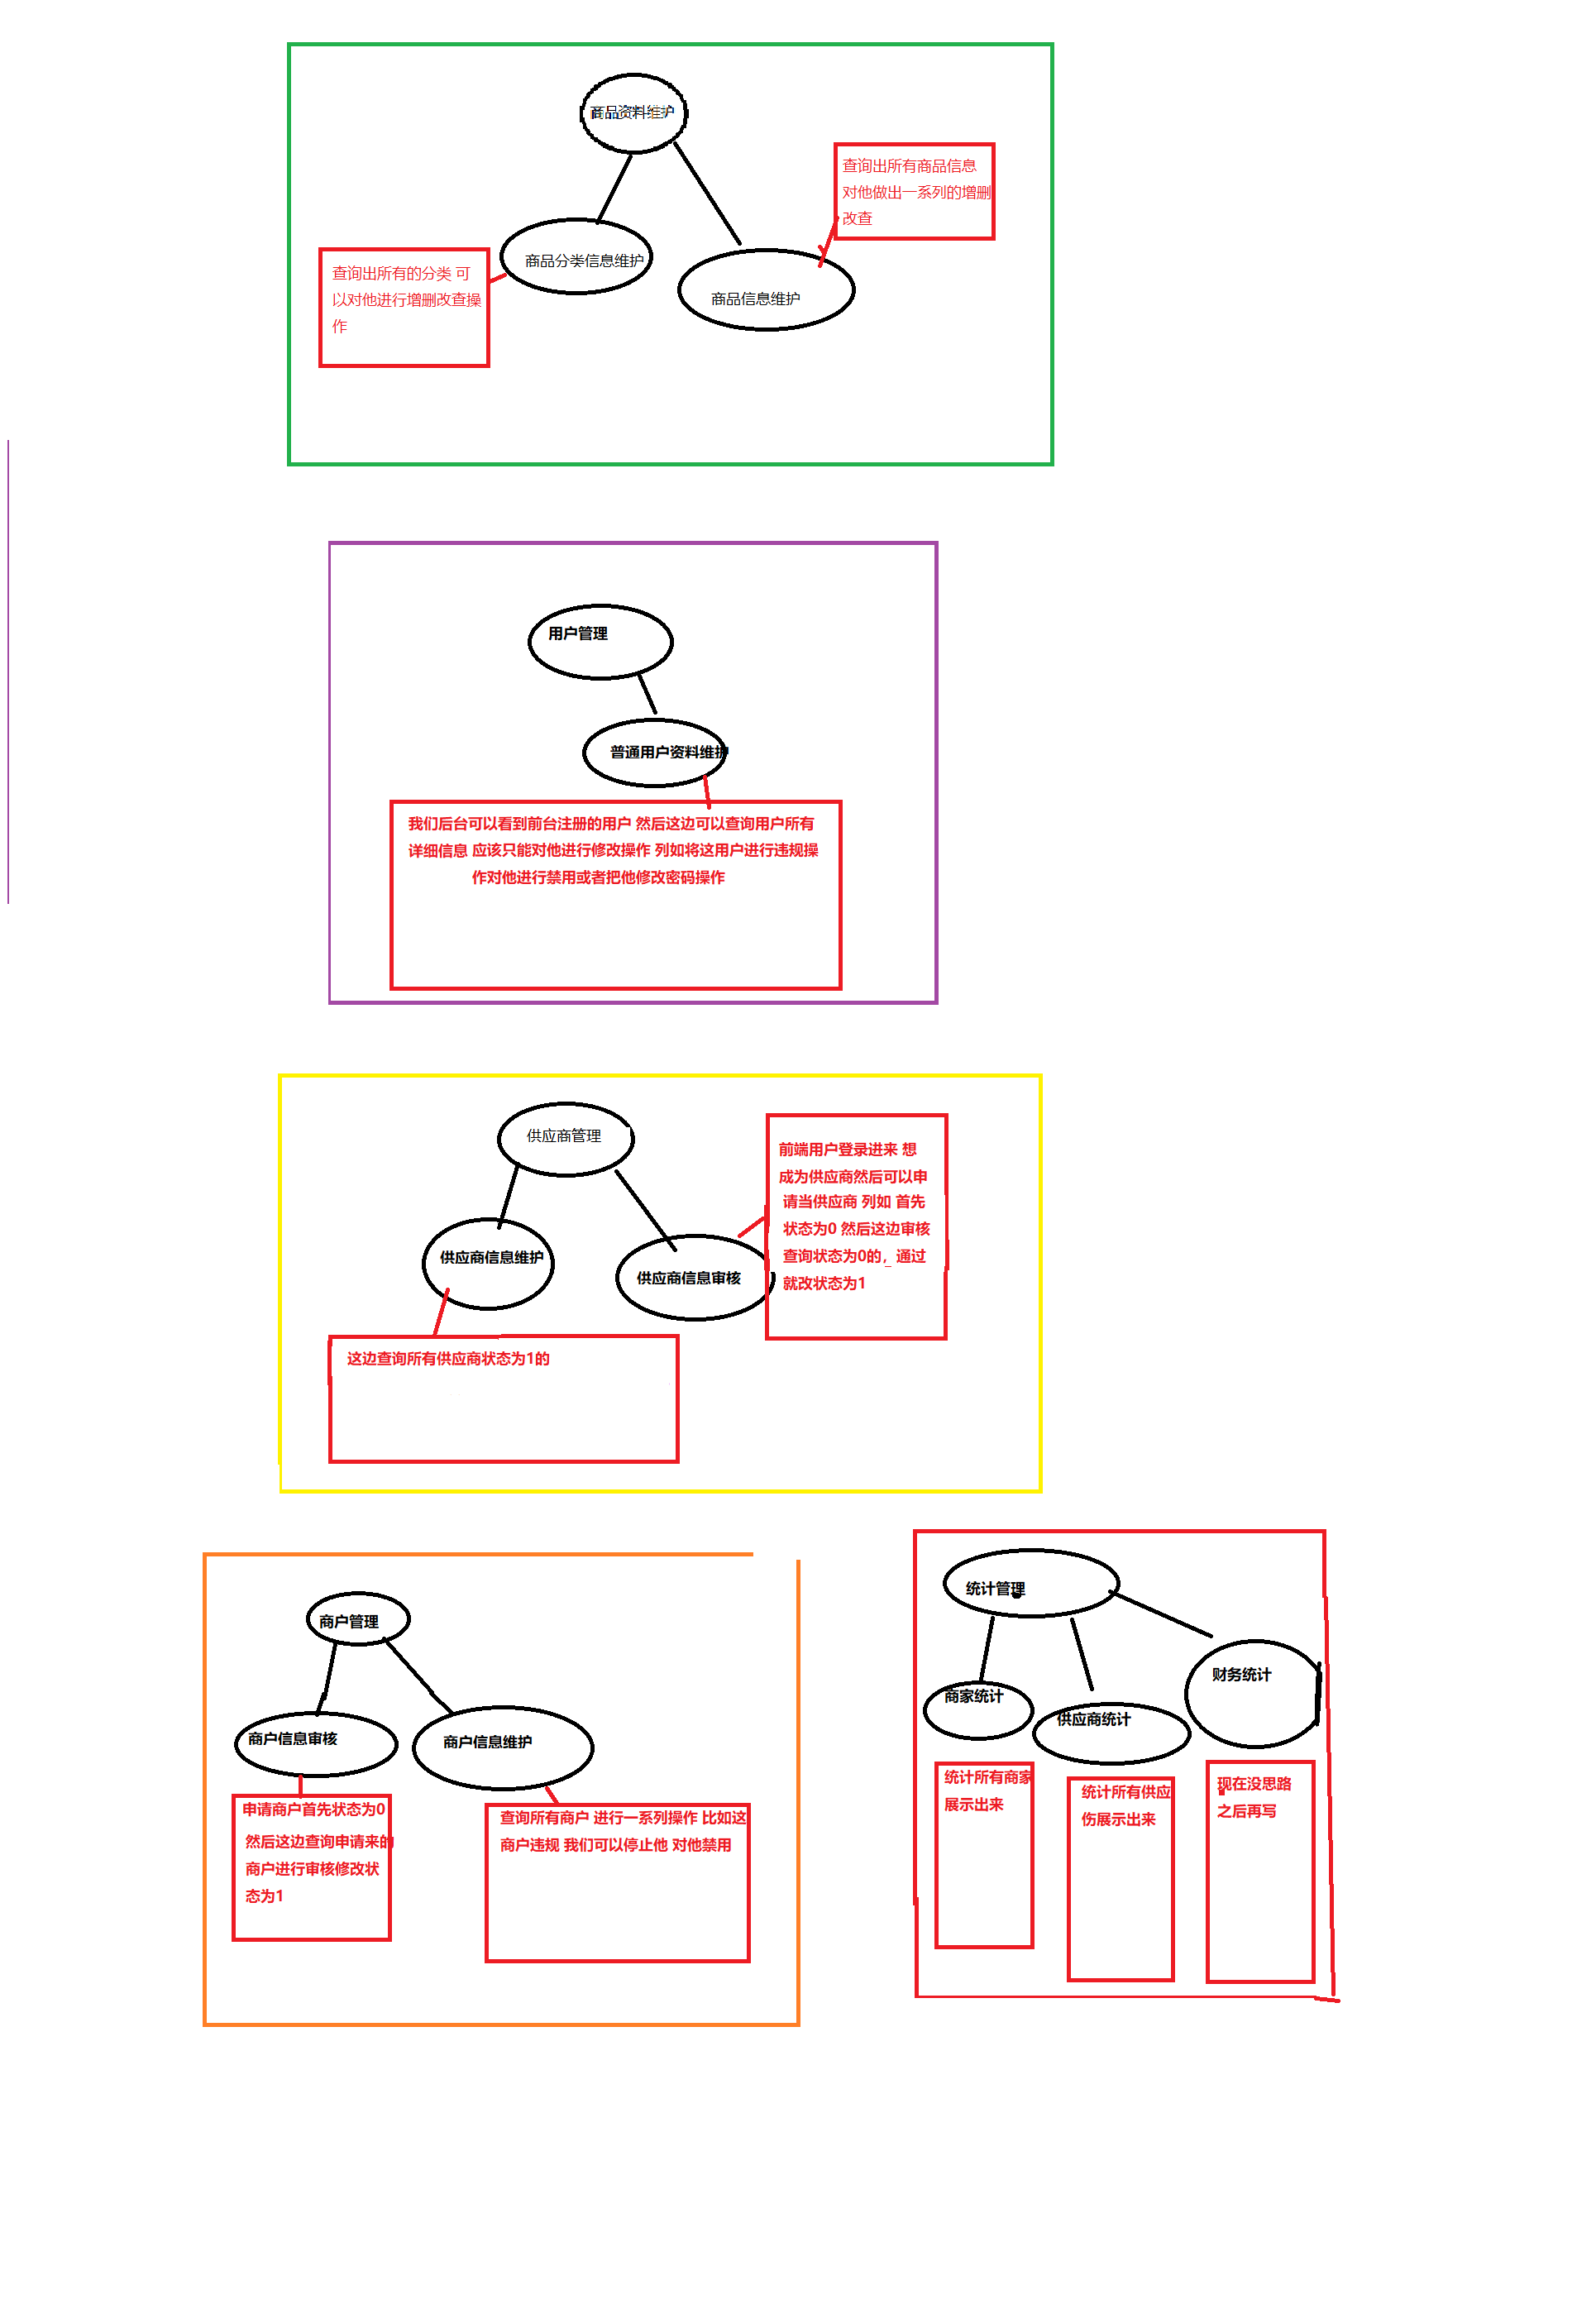 商品资料维护
查询出所有商品信息
对他做出一系列的增删
改查
商品分类信息维护
查询出所有的分类 可
以对他进行增删改查操
作
商品信息维护
用户管理
普通用户资料维护
我们后台可以看到前台注册的用户 然后这边可以查询用户所有
详细信息 应该只能对他进行修改操作 列如将这用户进行违规操
作对他进行禁用或者把他修改密码操作
供应商管理
前端用户登录进来 想
成为供应商然后可以申
请当供应商 列如 首先
状态为0 然后这边审核
查询状态为0的，通过
就改状态为1
供应商信息维护
供应商信息审核
这边查询所有供应商状态为1的
商户管理
商户信息审核
商户信息维护
申请商户首先状态为0
然后这边查询申请来的
商户进行审核修改状
态为1
查询所有商户 进行一系列操作 比如这
商户违规 我们可以停止他 对他禁用
统计管理
财务统计
商家统计
供应商统计
统计所有商家
展示出来
统计所有供应
伤展示出来
现在没思路
之后再写